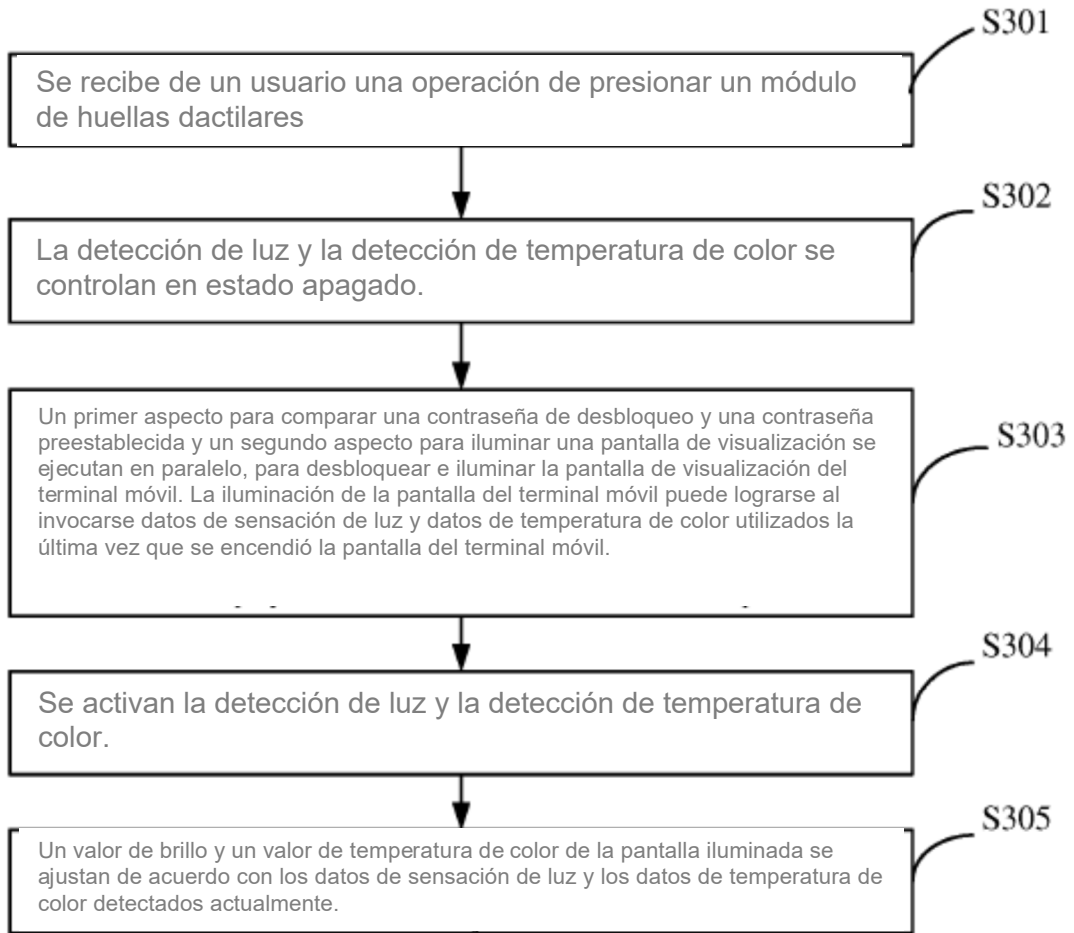 S301
Se recibe de un usuario una operación de presionar un módulo
de huellas dactilares
S302
La detección de luz y la detección de temperatura de color se
controlan en estado apagado.
S303
Un primer aspecto para comparar una contraseña de desbloqueo y una contraseña
preestablecida y un segundo aspecto para iluminar una pantalla de visualización se
ejecutan en paralelo, para desbloquear e iluminar la pantalla de visualización del
terminal móvil. La iluminación de la pantalla del terminal móvil puede lograrse al
invocarse datos de sensación de luz y datos de temperatura de color utilizados la
última vez que se encendió la pantalla del terminal móvil.
S304
Se activan la detección de luz y la detección de temperatura de
color.
S305
Un valor de brillo y un valor de temperatura de color de la pantalla iluminada se
ajustan de acuerdo con los datos de sensación de luz y los datos de temperatura de
color detectados actualmente.